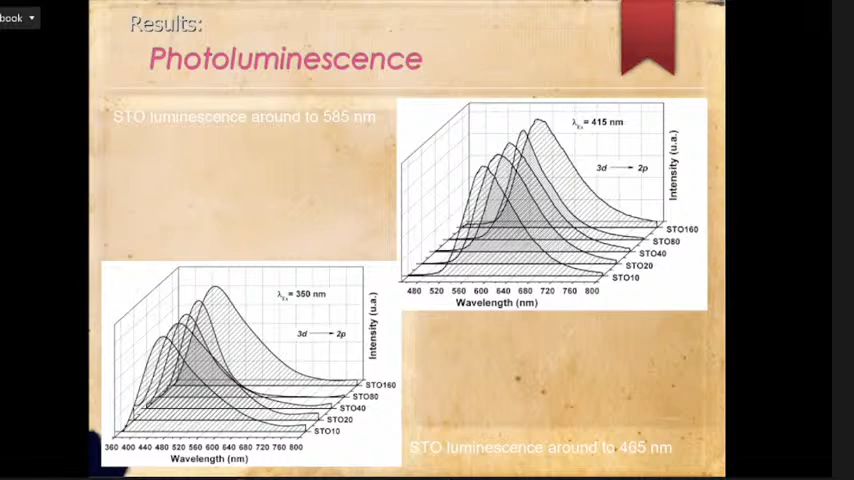 book
Results:
Photoluminescence
STO luminescence around to 585 nm
λEx= 415 nm
3d → 2p
Intensity (u.a.)
STO160
STO80
STO40
STO20
STO10
480 520 560 600 640 680 720 760 800
Wavelength (nm)
λEx= 350 nm
3d → 2p
Intensity (u.a.)
STO160
STO80
STO40
STO20
STO10
360 400 440 480 520 560 600 640 680 720 760 800
Wavelength (nm)
STO luminescence around to 465 nm